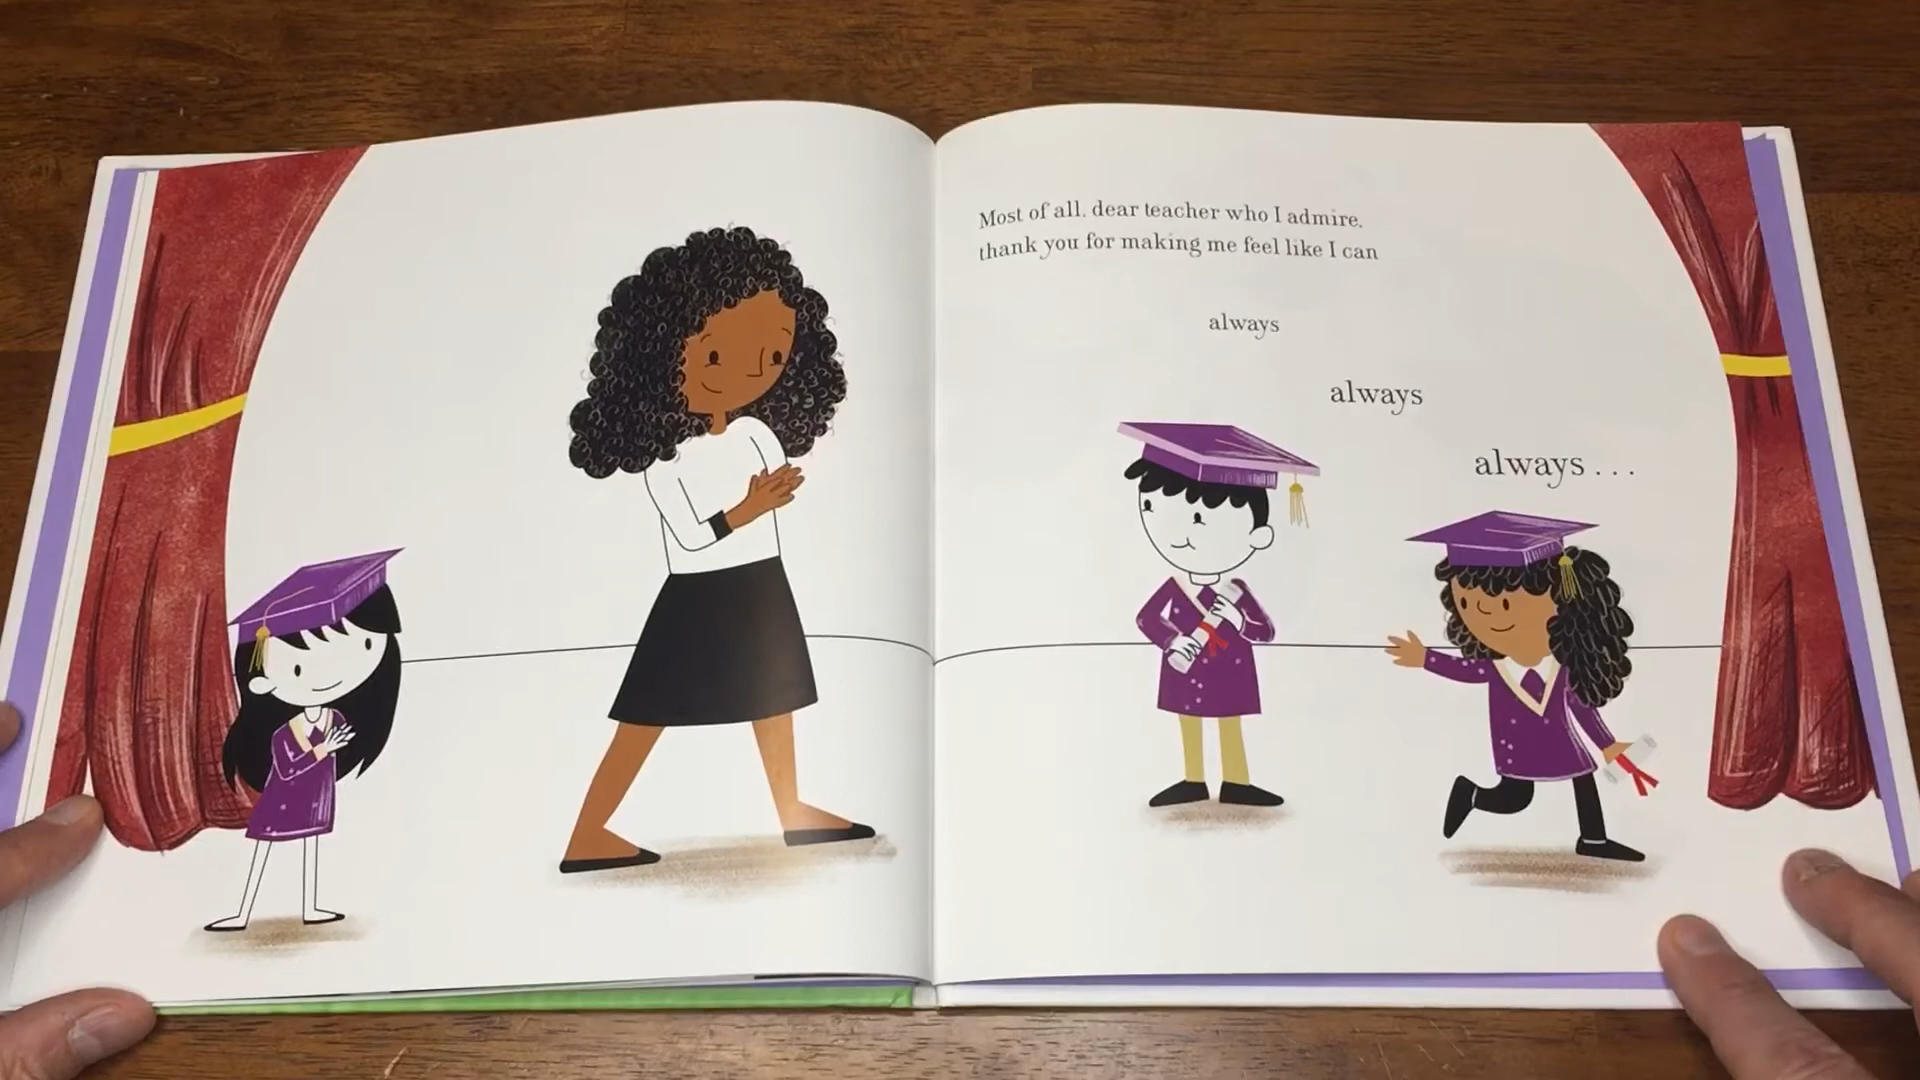 Most of all, dear teacher who I admire,
thank you for making me feel like I can
always
always
always . . .